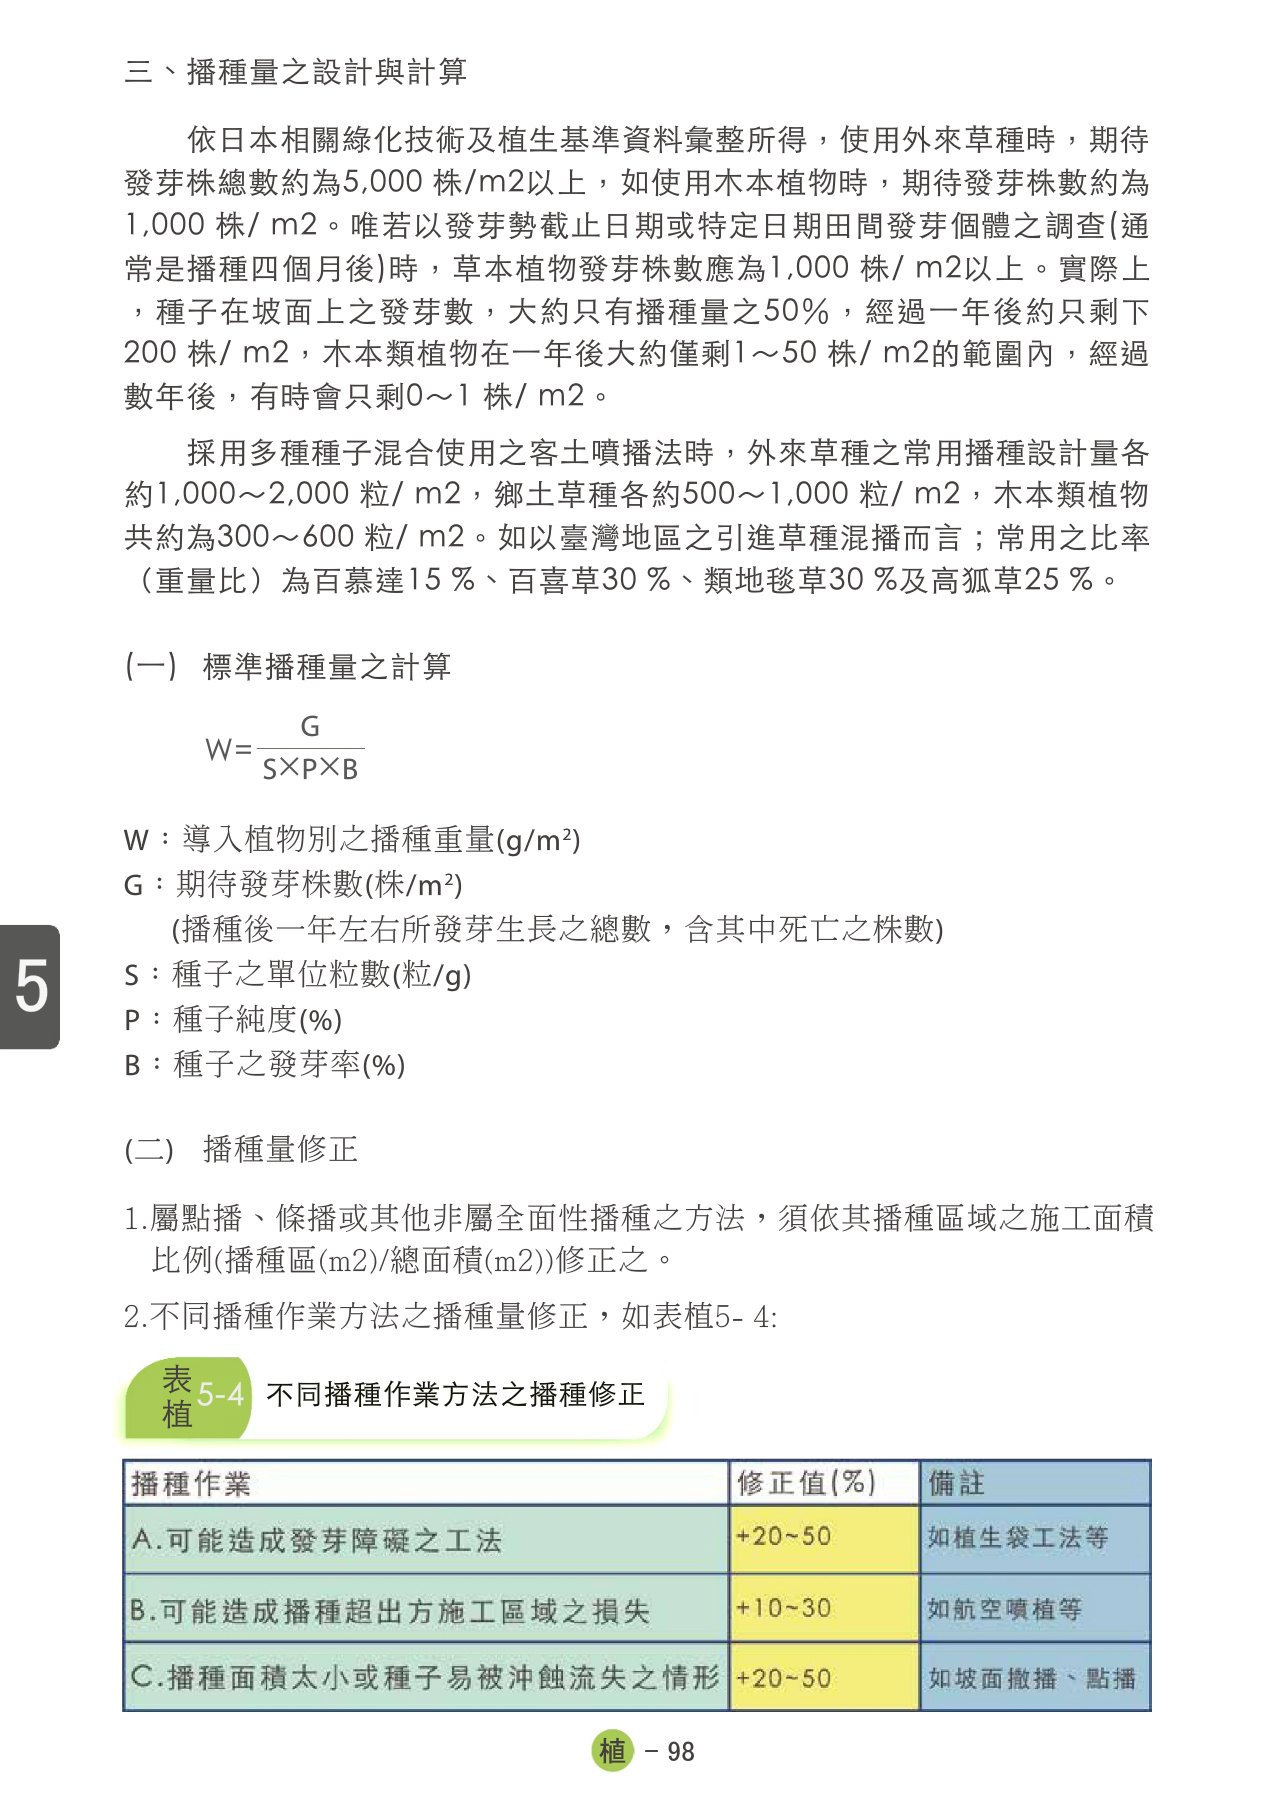 三、播種量之設計與計算
依日本相關綠化技術及植生基準資料彙整所得，使用外來草種時，期待
發芽株總數約為5,000 株/m2以上，如使用木本植物時，期待發芽株數約為
1,000 株/ m2。唯若以發芽勢截止日期或特定日期田間發芽個體之調查(通
常是播種四個月後)時，草本植物發芽株數應為1,000 株/ m2以上。實際上
，種子在坡面上之發芽數，大約只有播種量之50%，經過一年後約只剩下
200 株/ m2，木本類植物在一年後大約僅剩1～50 株/ m2的範圍內，經過
數年後，有時會只剩0～1 株/ m2。
採用多種種子混合使用之客土噴播法時，外來草種之常用播種設計量各
約1,000～2,000 粒/ m2，鄉土草種各約500～1,000 粒/ m2，木本類植物
共約為300～600 粒/ m2。如以臺灣地區之引進草種混播而言；常用之比率
（重量比）為百慕達15 %、百喜草30 %、類地毯草30 %及高狐草25 %。
(一) 標準播種量之計算
G
W=
S×P×B
W：導入植物別之播種重量(g/m²)
G：期待發芽株數(株/m²)
(播種後一年左右所發芽生長之總數，含其中死亡之株數)
S：種子之單位粒數(粒/g)
P：種子純度(%)
B：種子之發芽率(%)
5
(二) 播種量修正
1.屬點播、條播或其他非屬全面性播種之方法，須依其播種區域之施工面積
比例(播種區(m2)/總面積(m2))修正之。
2.不同播種作業方法之播種量修正，如表植5- 4:
表植 5-4 不同播種作業方法之播種修正
播種作業 修正值(%) 備註
A.可能造成發芽障礙之工法 +20~50 如植生袋工法等
B.可能造成播種超出方施工區域之損失 +10~30 如航空噴植等
C.播種面積太小或種子易被沖蝕流失之情形 +20~50 如坡面撒播、點播
植 － 98